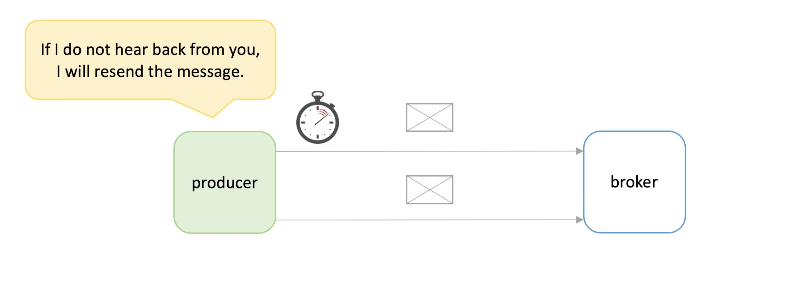 If I do not hear back from you,
I will resend the message.
producer
broker